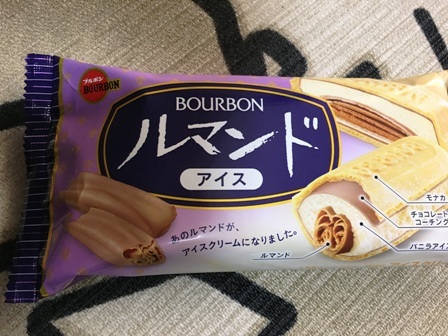 ブルボン
BOURBON
BOURBON
ルマンド
アイス
あのルマンドが、
アイスクリームになりました。
モナカ
チョコレート
コーチング
バニラアイス
ルマンド